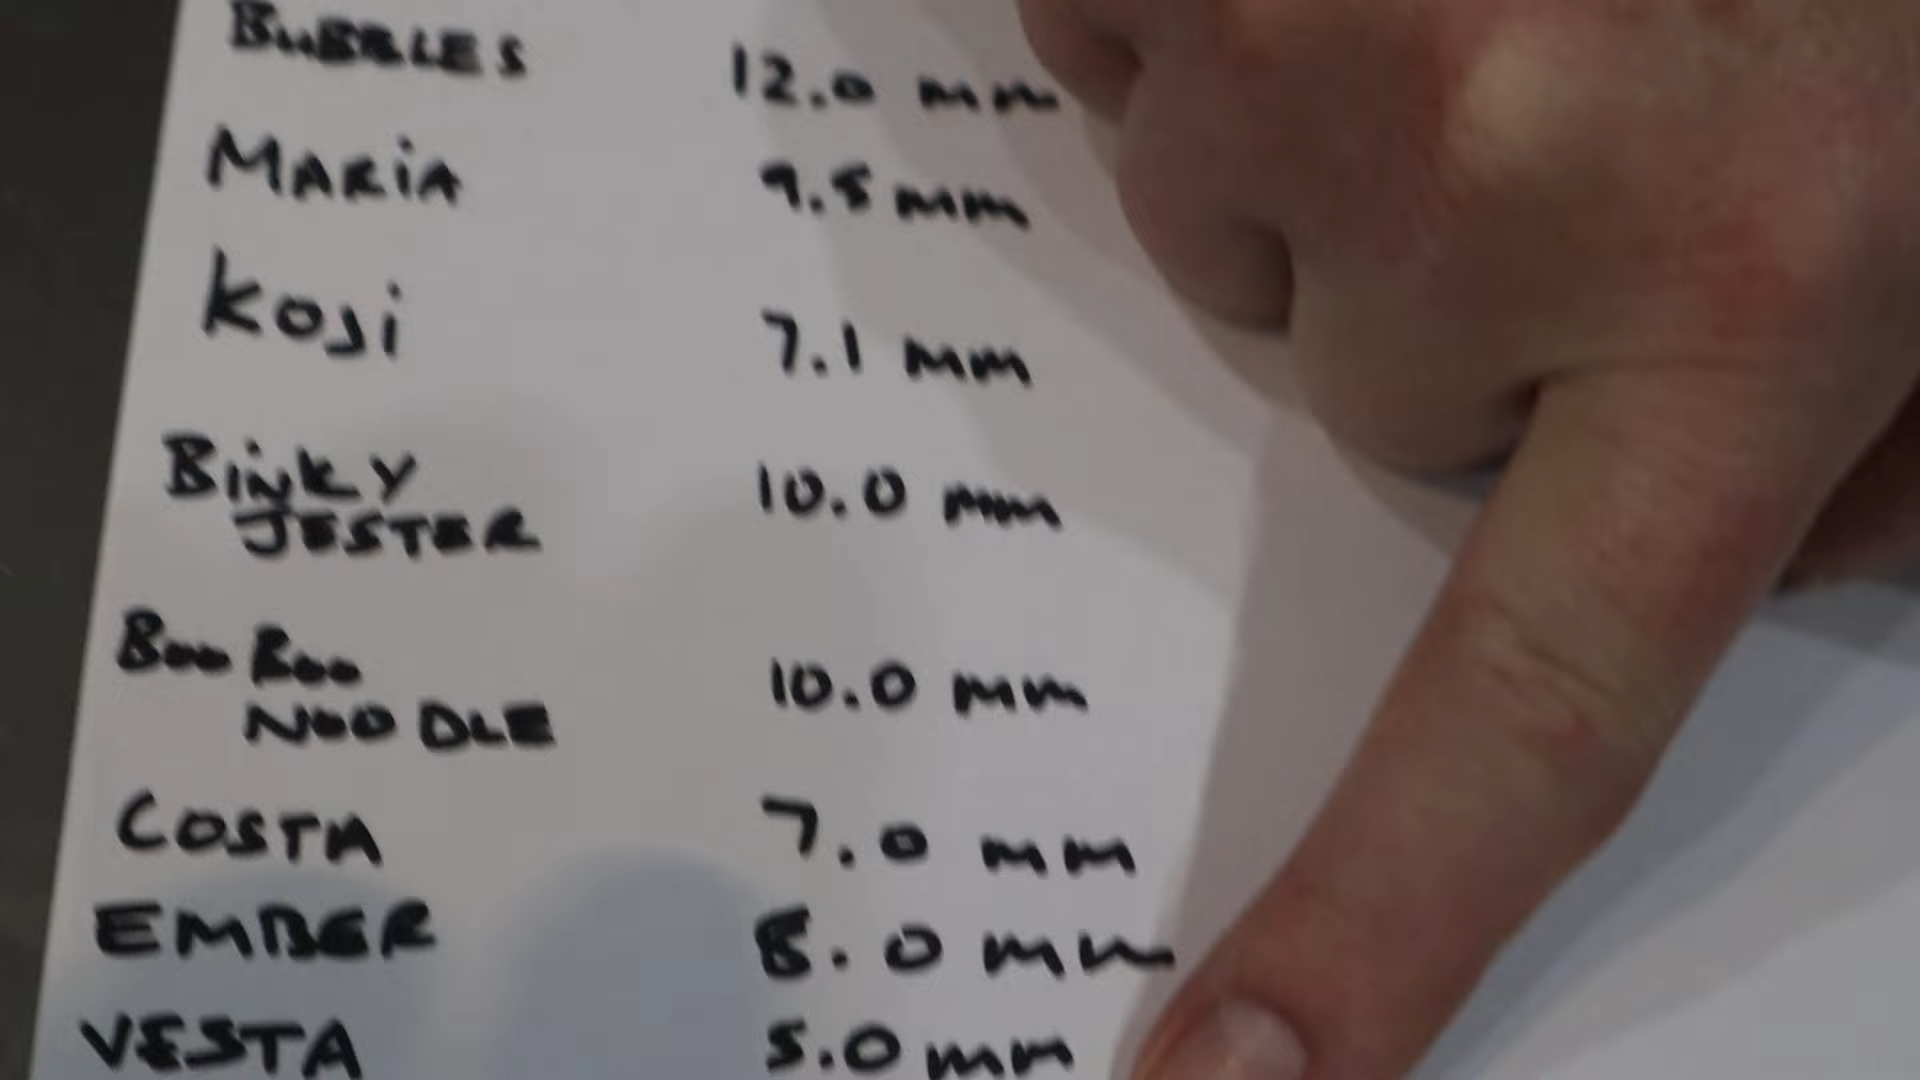 BUBBLES 12.0 mm
MARiA 9.5 mm
KOJi 7.1 mm
BiNKY 10.0 mm
JESTER
Boo Boo 10.0 mm
NOODLE
COSTA 7.0 mm
EMBER 8.0 mm
VESTA 5.0 mm